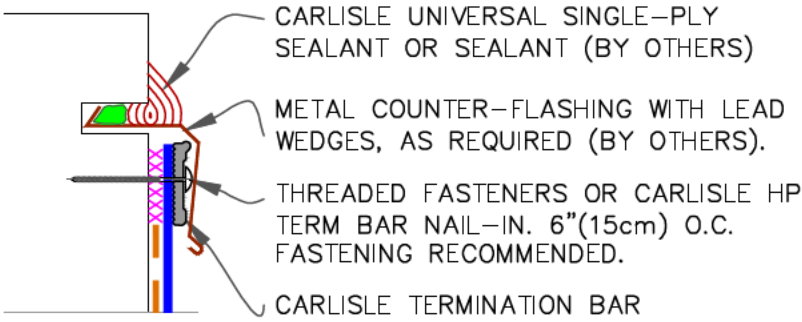 CARLISLE UNIVERSAL SINGLE–PLY
SEALANT OR SEALANT (BY OTHERS)
METAL COUNTER–FLASHING WITH LEAD
WEDGES, AS REQUIRED (BY OTHERS).
THREADED FASTENERS OR CARLISLE HP
TERM BAR NAIL–IN. 6"(15cm) O.C.
FASTENING RECOMMENDED.
CARLISLE TERMINATION BAR